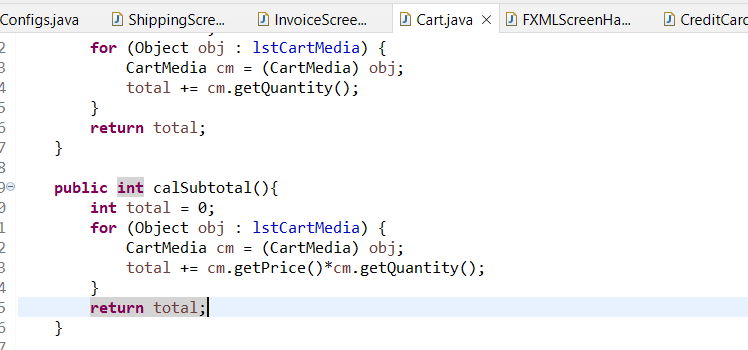 Configs.java ShippingScre... InvoiceScree... Cart.java FXMLScreenHa... CreditCard
2 for (Object obj : lstCartMedia) {
3 CartMedia cm = (CartMedia) obj;
4 total += cm.getQuantity();
5 }
6 return total;
7 }
8
9 public int calSubtotal(){
0 int total = 0;
1 for (Object obj : lstCartMedia) {
2 CartMedia cm = (CartMedia) obj;
3 total += cm.getPrice()*cm.getQuantity();
4 }
5 return total;
6 }
7